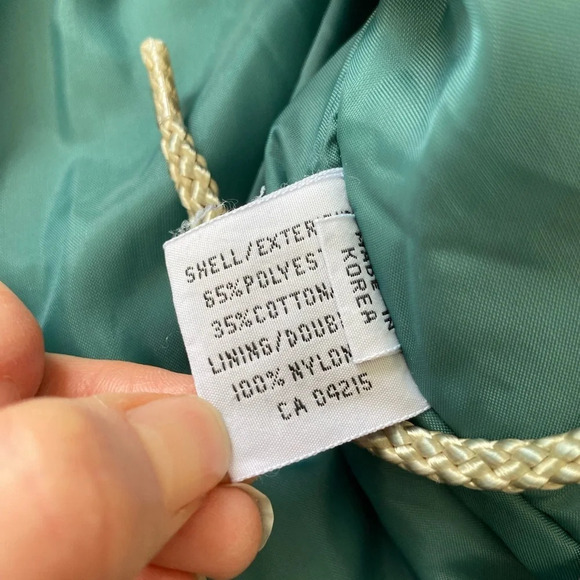 SHELL/EXTER
65%POLYEST
35%COTTON
LINING/DOUB
100% NYLON
CA 04215
MADE IN
KOREA